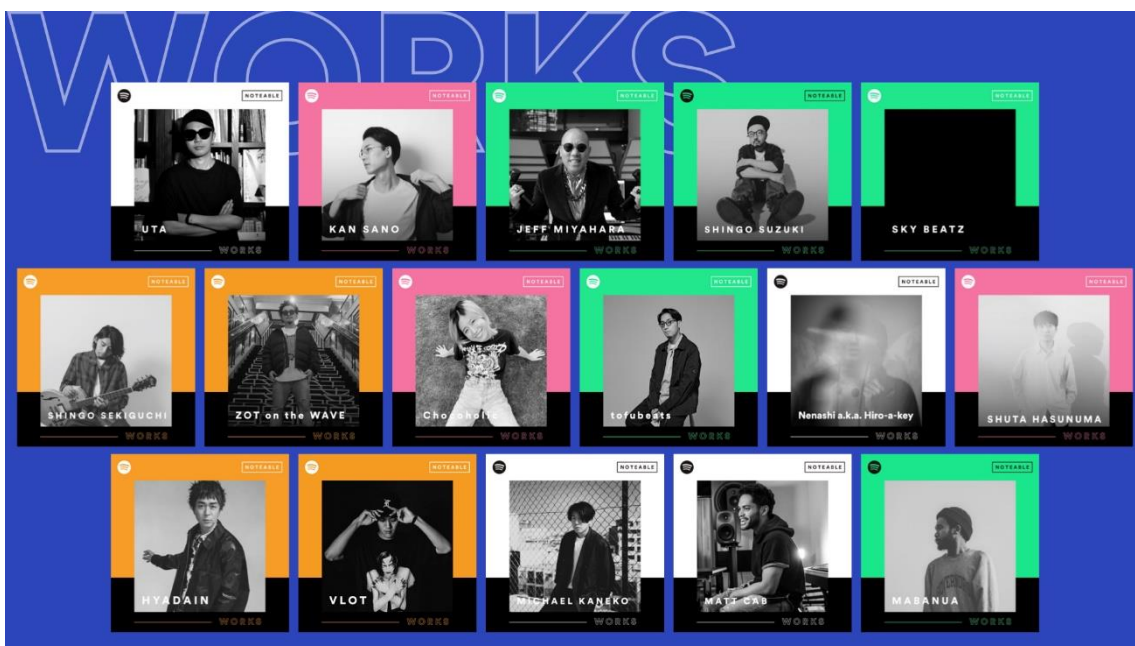 WORKS
NOTEABLE
UTA
WORKS
NOTEABLE
KAN SANO
WORKS
NOTEABLE
JEFF MIYAHARA
WORKS
NOTEABLE
SHINGO SUZUKI
WORKS
NOTEABLE
SKY BEATZ
WORKS
NOTEABLE
SHINGO SEKIGUCHI
WORKS
NOTEABLE
ZOT on the WAVE
WORKS
NOTEABLE
Chocoholic
WORKS
NOTEABLE
tofubeats
WORKS
NOTEABLE
Nenashi a.k.a. Hiro-a-key
WORKS
NOTEABLE
SHUTA HASUNUMA
WORKS
NOTEABLE
HYADAIN
WORKS
NOTEABLE
VLOT
WORKS
NOTEABLE
MICHAEL KANEKO
WORKS
NOTEABLE
MATT CAB
WORKS
NOTEABLE
MABANUA
WORKS